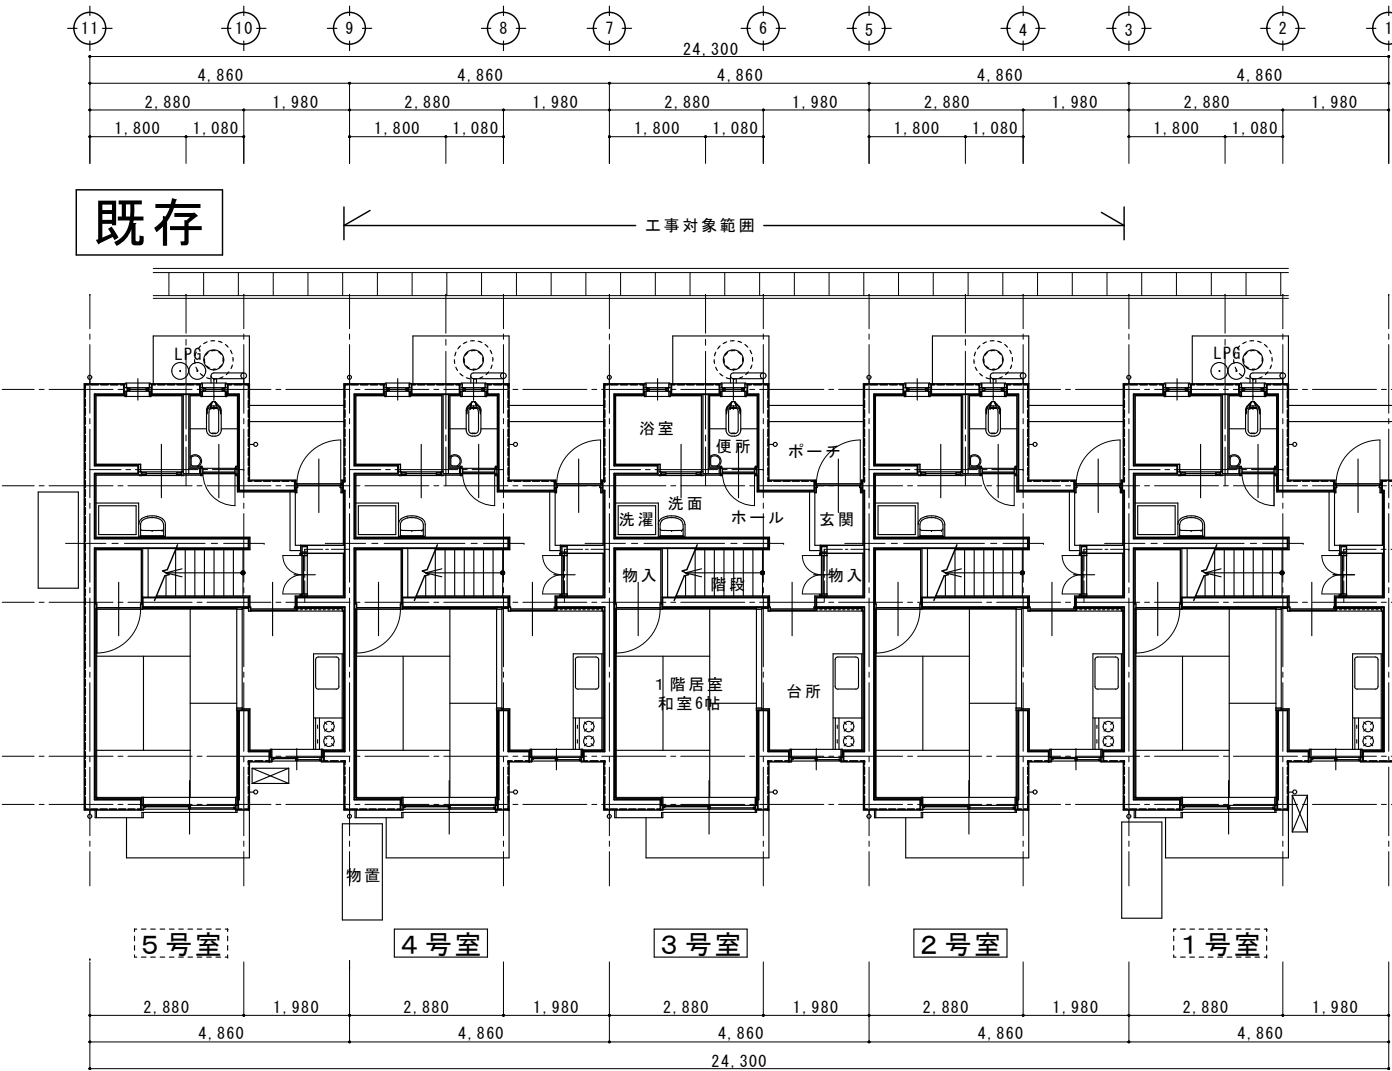 11 10 9 8 7 6 5 4 3 2 1
24,300
4,860 4,860 4,860 4,860 4,860
2,880 1,980 2,880 1,980 2,880 1,980 2,880 1,980 2,880 1,980
1,800 1,080 1,800 1,080 1,800 1,080 1,800 1,080 1,800 1,080
既存
工事対象範囲
LPG LPG
浴室
便所 ポーチ
洗面
洗濯 ホール 玄関
物入 階段 物入
1階居室 台所
和室6帖
物置
5号室 4号室 3号室 2号室 1号室
2,880 1,980 2,880 1,980 2,880 1,980 2,880 1,980 2,880 1,980
4,860 4,860 4,860 4,860 4,860
24,300